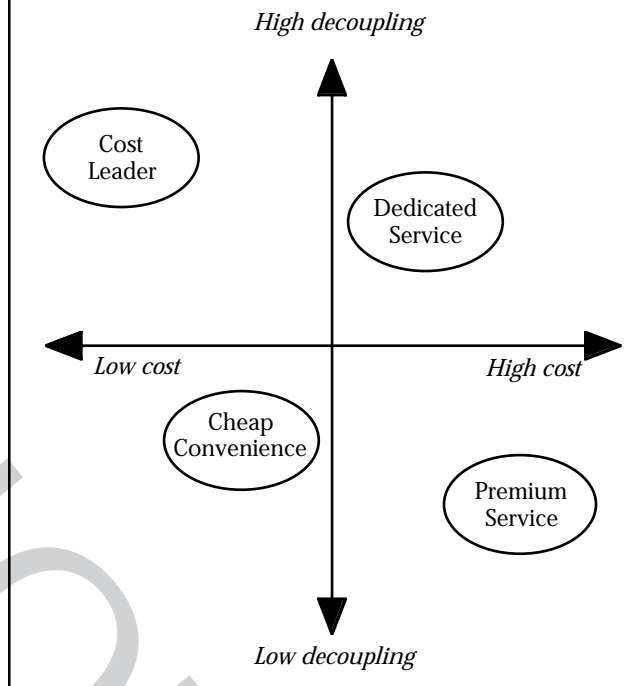 High decoupling
Cost
Leader
Dedicated
Service
Low cost
High cost
Cheap
Convenience
Premium
Service
Low decoupling